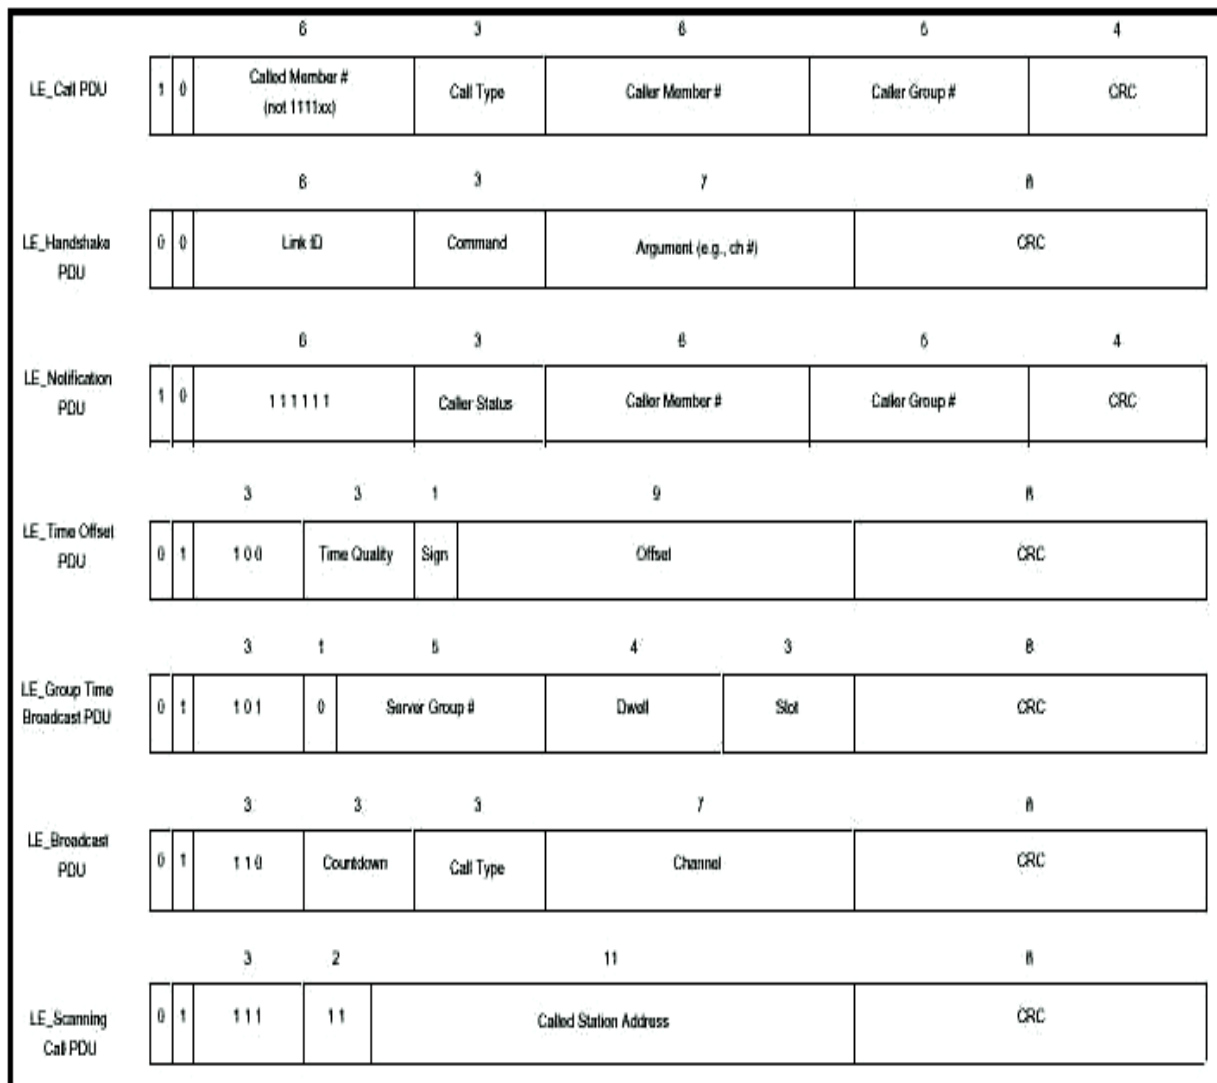 6 3 6 5 4
LE_Call PDU 1 0 Called Member # (not 1111xx) Call Type Caller Member # Caller Group # CRC
6 3 7 8
LE_Handshake PDU 0 0 Link ID Command Argument (e.g., ch #) CRC
6 3 6 5 4
LE_Notification PDU 1 0 1 1 1 1 1 1 Caller Status Caller Member # Caller Group # CRC
3 3 1 9 8
LE_Time Offset PDU 0 1 1 0 0 Time Quality Sign Offset CRC
3 1 5 4 3 8
LE_Group Time Broadcast PDU 0 1 1 0 1 0 Server Group # Dwell Slot CRC
3 3 3 7 8
LE_Broadcast PDU 0 1 1 1 0 Countdown Call Type Channel CRC
3 2 11 8
LE_Scanning Call PDU 0 1 1 1 1 1 1 Called Station Address CRC